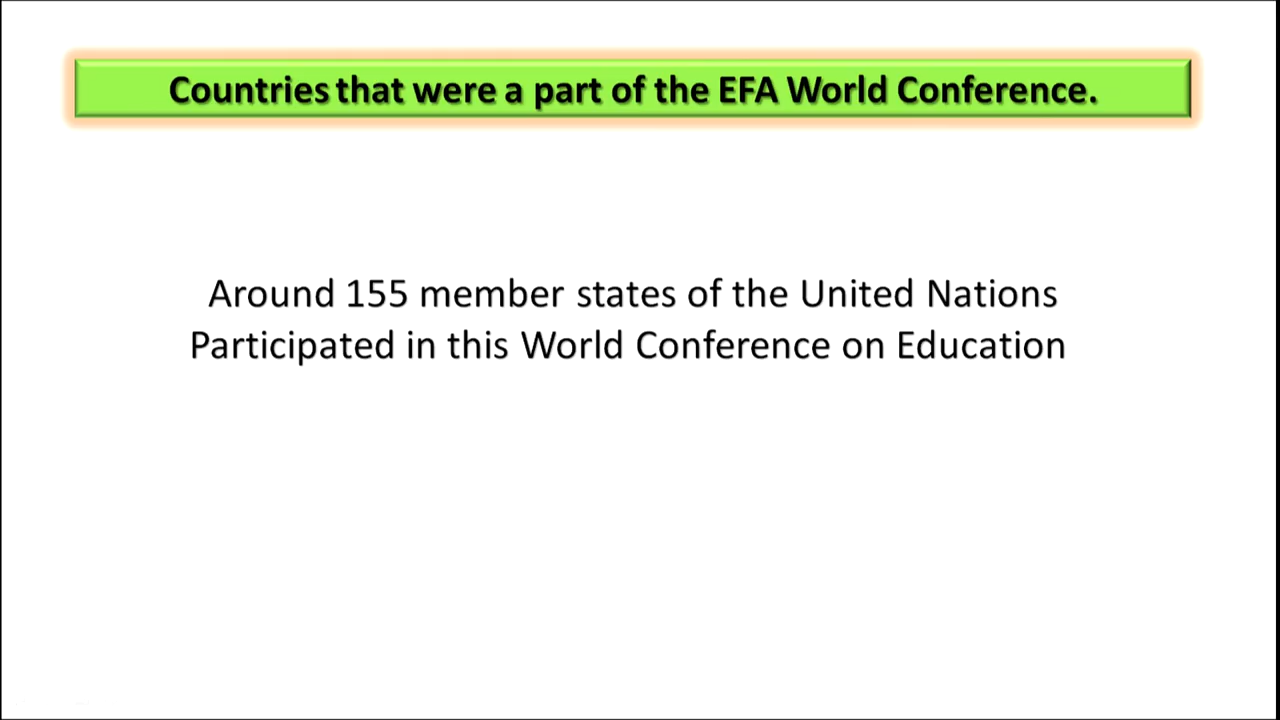 Countries that were a part of the EFA World Conference.
Around 155 member states of the United Nations
Participated in this World Conference on Education